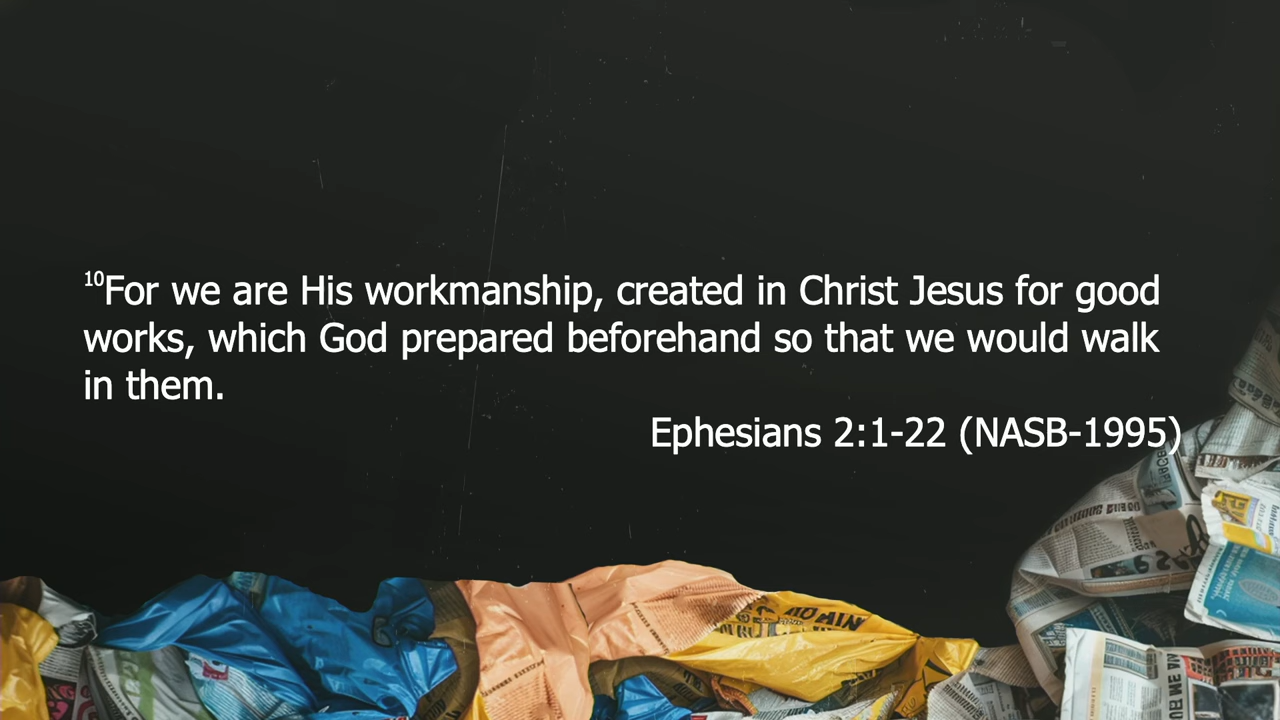 ¹⁰For we are His workmanship, created in Christ Jesus for good
works, which God prepared beforehand so that we would walk
in them.
Ephesians 2:1-22 (NASB-1995)